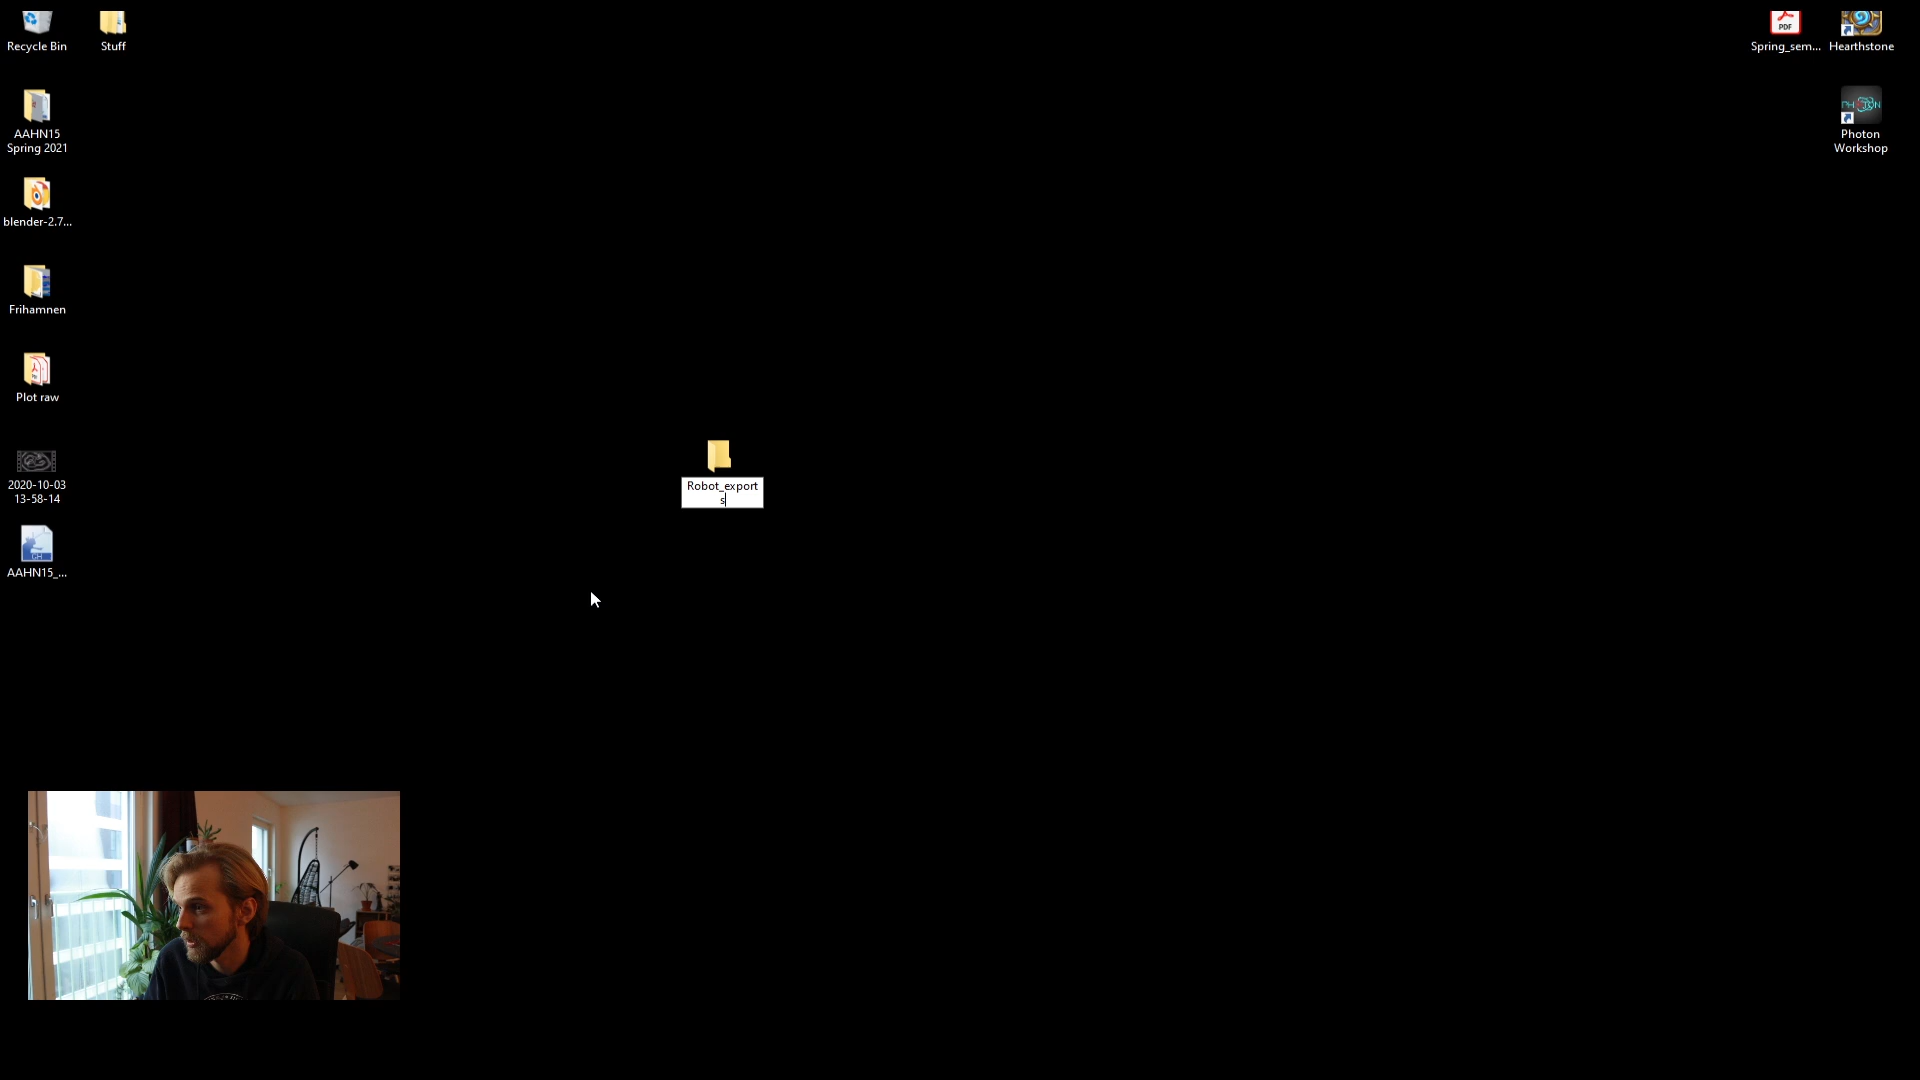 Recycle Bin
Stuff
Spring_sem...
Hearthstone
PDF
AAHN15
Spring 2021
Photon
Workshop
blender-2.7...
Frihamnen
Plot raw
2020-10-03
13-58-14
Robot_export
s
AAHN15_...